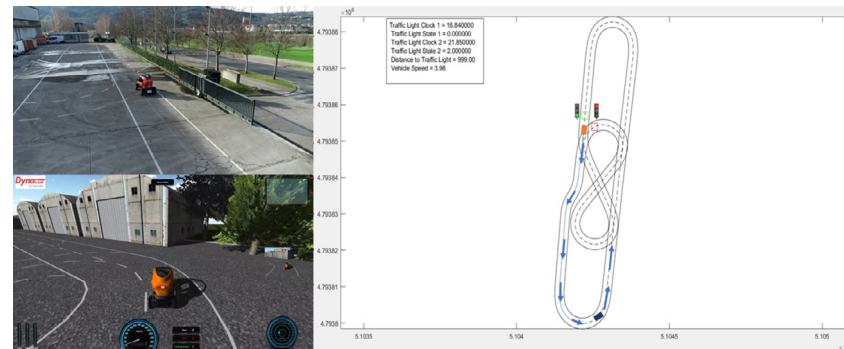 Traffic Light Clock 1 = 16.840000
Traffic Light State 1 = 0.000000
Traffic Light Clock 2 = 21.850000
Traffic Light State 2 = 2.000000
Distance to Traffic Light = 999.00
Vehicle Speed = 3.98
4.79388
4.79387
4.79386
4.79385
4.79384
4.79383
4.79382
4.79381
4.7938
5.1035
5.104
5.1045
5.105
Dynacar